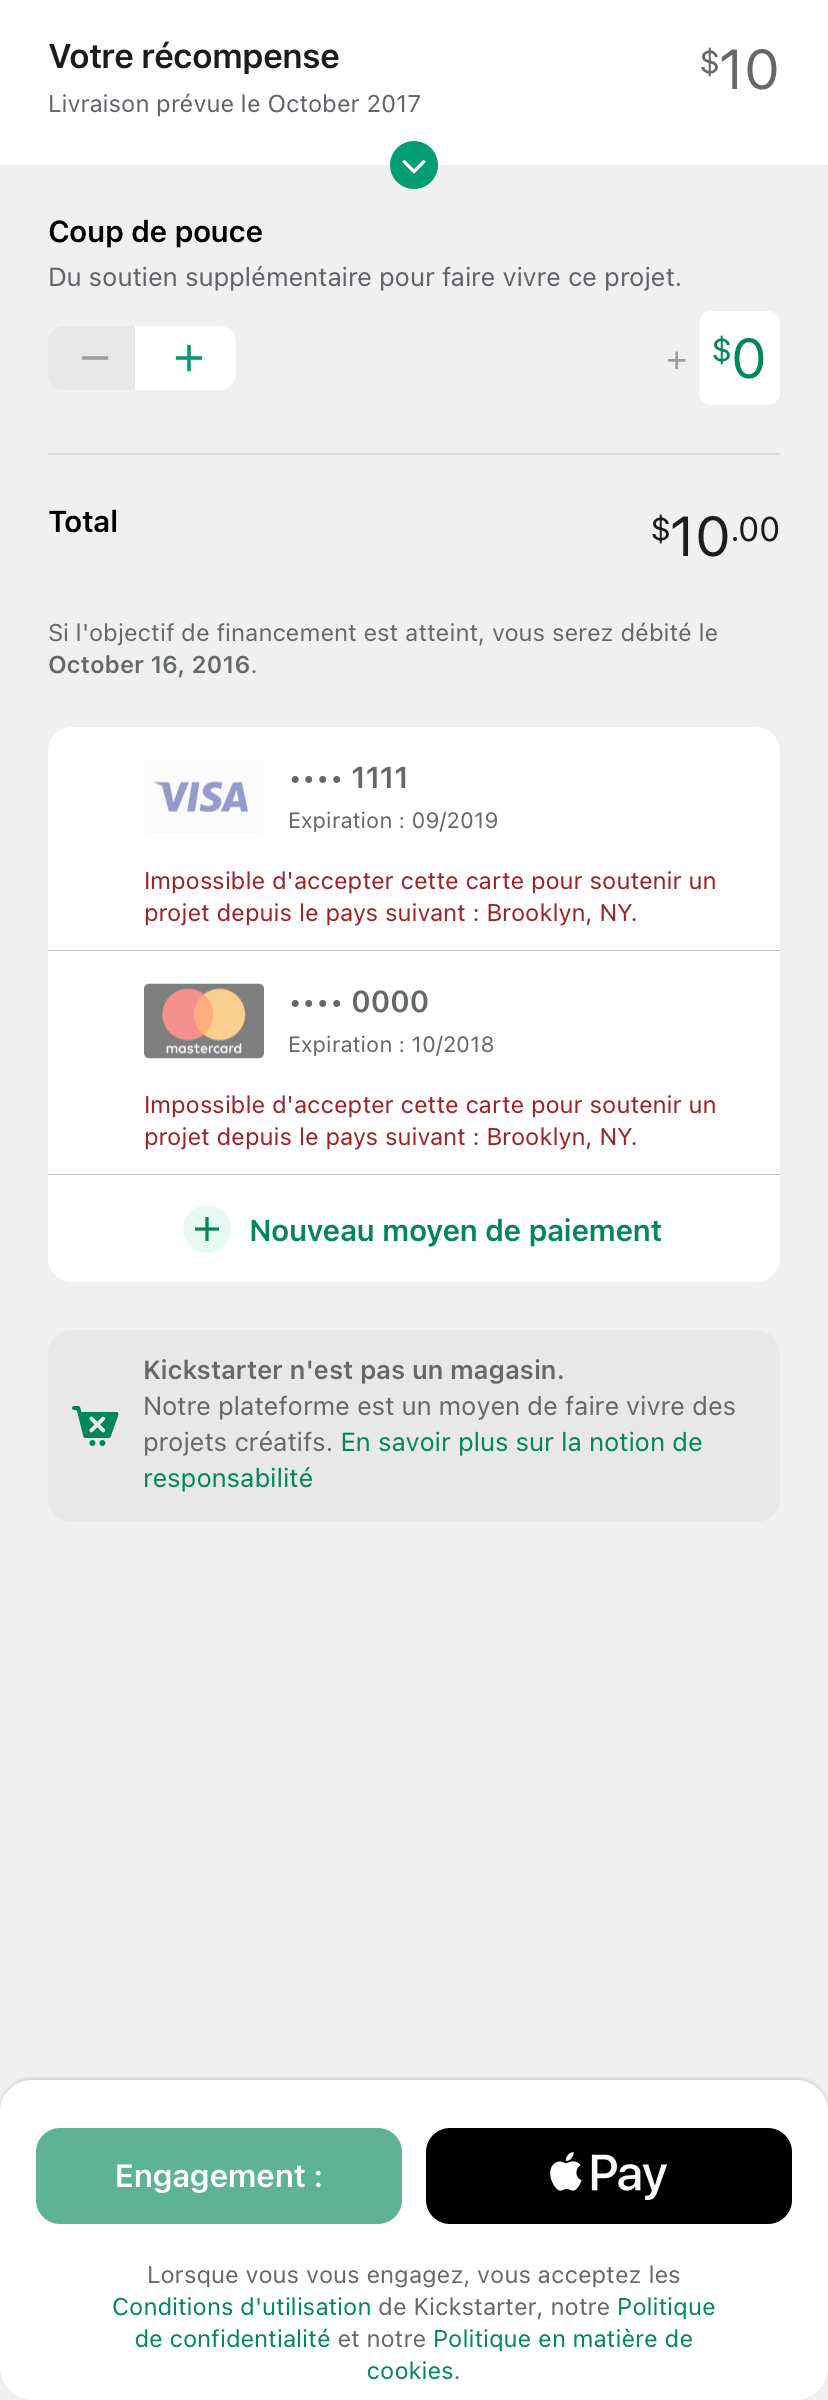 Votre récompense
$10
Livraison prévue le October 2017
Coup de pouce
Du soutien supplémentaire pour faire vivre ce projet.
− + + $0
Total
$10.00
Si l'objectif de financement est atteint, vous serez débité le
October 16, 2016.
VISA
•••• 1111
Expiration : 09/2019
Impossible d'accepter cette carte pour soutenir un
projet depuis le pays suivant : Brooklyn, NY.
mastercard
•••• 0000
Expiration : 10/2018
Impossible d'accepter cette carte pour soutenir un
projet depuis le pays suivant : Brooklyn, NY.
+ Nouveau moyen de paiement
Kickstarter n'est pas un magasin.
Notre plateforme est un moyen de faire vivre des
projets créatifs. En savoir plus sur la notion de
responsabilité
Engagement :
Pay
Lorsque vous vous engagez, vous acceptez les
Conditions d'utilisation de Kickstarter, notre Politique
de confidentialité et notre Politique en matière de
cookies.